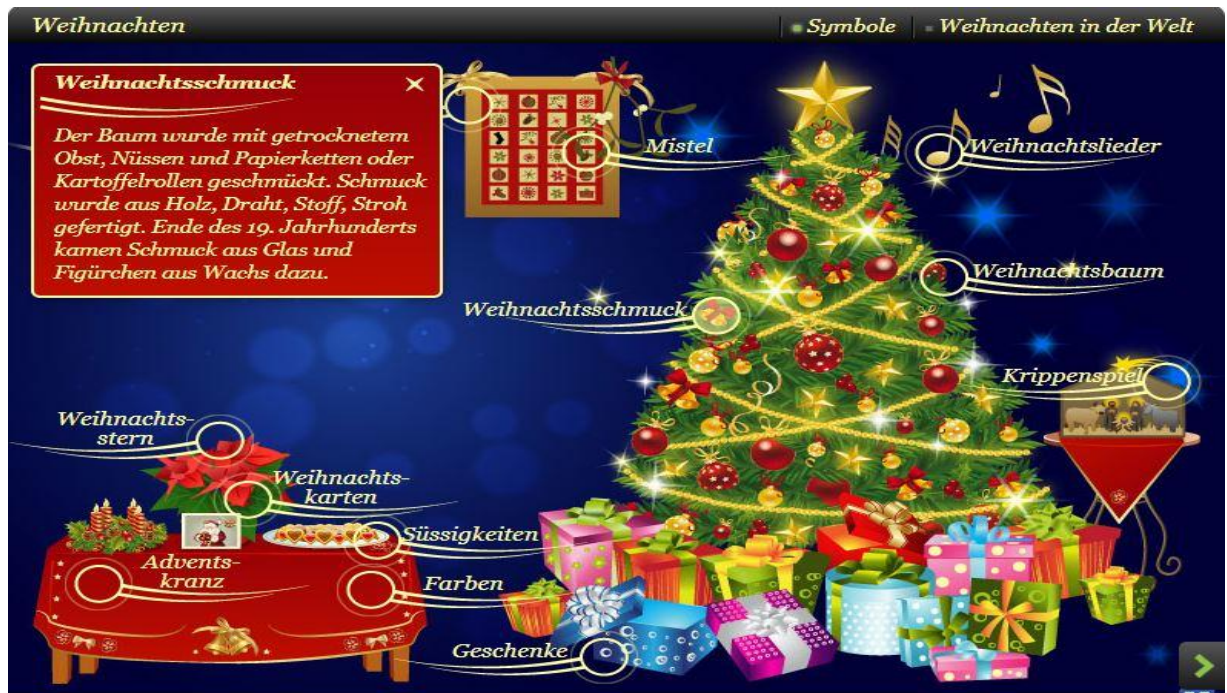 Weihnachten
Symbole
Weihnachten in der Welt
Weihnachtsschmuck
Der Baum wurde mit getrocknetem
Obst, Nüssen und Papierketten oder
Kartoffelrollen geschmückt. Schmuck
wurde aus Holz, Draht, Stoff, Stroh
gefertigt. Ende des 19. Jahrhunderts
kamen Schmuck aus Glas und
Figürchen aus Wachs dazu.
Mistel
Weihnachtslieder
Weihnachtsbaum
Weihnachtsschmuck
Krippenspiel
Weihnachts-
stern
Weihnachts-
karten
Süssigkeiten
Advents-
kranz
Farben
Geschenke